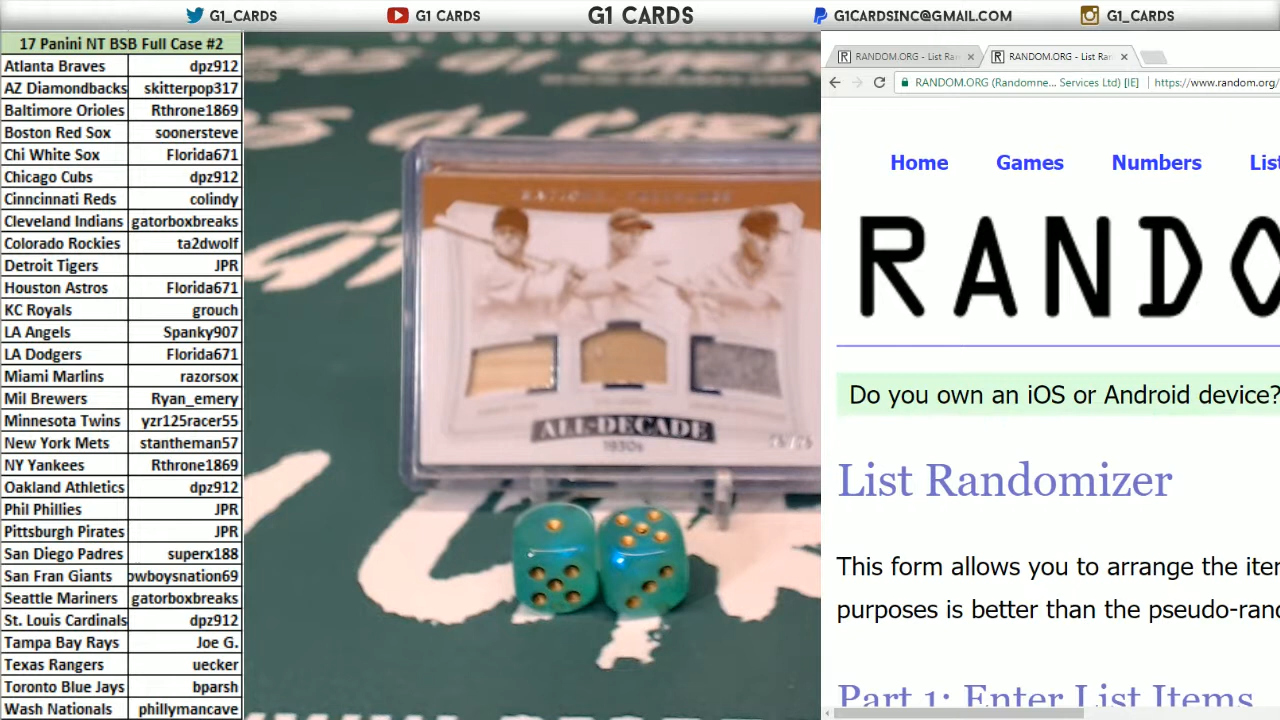 G1_CARDS
G1 CARDS
G1 CARDS
G1CARDSINC@GMAIL.COM
G1_CARDS
17 Panini NT BSB Full Case #2
Atlanta Braves dpz912
AZ Diamondbacks skitterpop317
Baltimore Orioles Rthrone1869
Boston Red Sox soonersteve
Chi White Sox Florida671
Chicago Cubs dpz912
Cinncinnati Reds colindy
Cleveland Indians gatorboxbreaks
Colorado Rockies ta2dwolf
Detroit Tigers JPR
Houston Astros Florida671
KC Royals grouch
LA Angels Spanky907
LA Dodgers Florida671
Miami Marlins razorsox
Mil Brewers Ryan_emery
Minnesota Twins yzr125racer55
New York Mets stantheman57
NY Yankees Rthrone1869
Oakland Athletics dpz912
Phil Phillies JPR
Pittsburgh Pirates JPR
San Diego Padres superx188
San Fran Giants owboysnation69
Seattle Mariners gatorboxbreaks
St. Louis Cardinals dpz912
Tampa Bay Rays Joe G.
Texas Rangers uecker
Toronto Blue Jays bparsh
Wash Nationals phillymancave
ALL-DECADE
1930s
RANDOM.ORG - List Ra
RANDOM.ORG - List Ra
RANDOM.ORG (Randomne... Services Ltd) [IE] https://www.random.org/
Home Games Numbers List
RANDO
Do you own an iOS or Android device?
List Randomizer
This form allows you to arrange the iter
purposes is better than the pseudo-rand
Part 1: Enter List Items